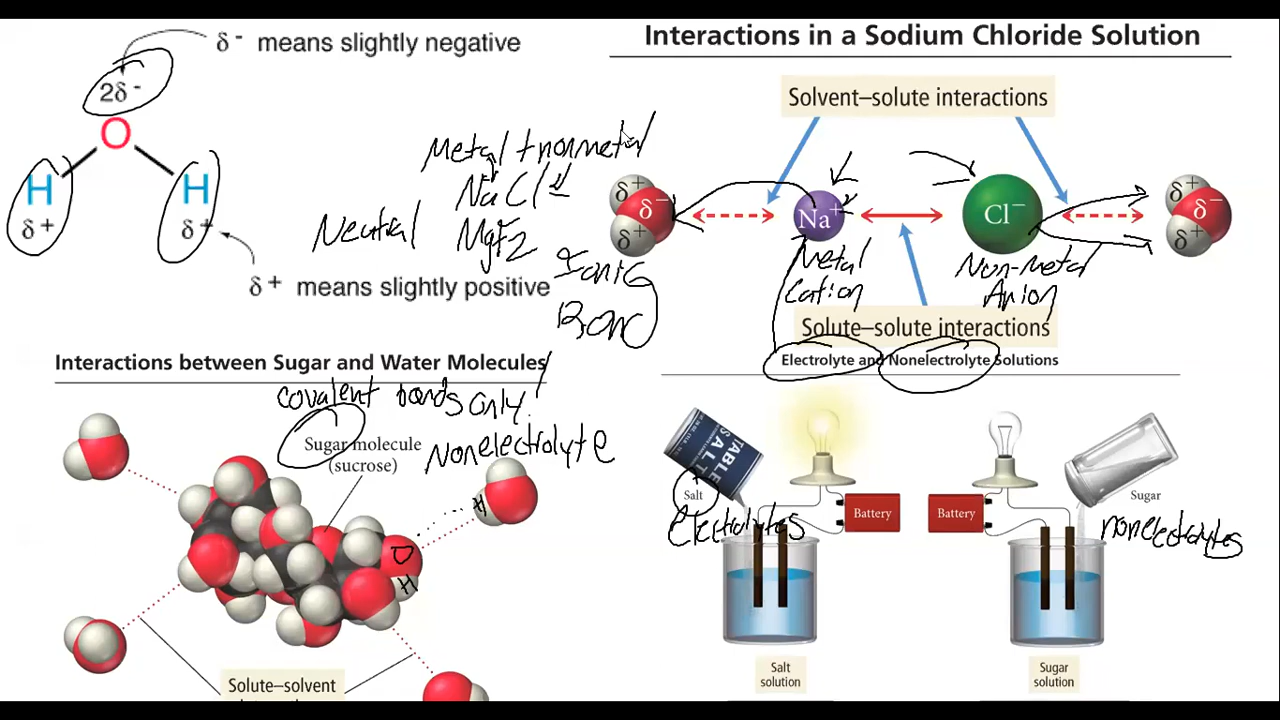 δ⁻ means slightly negative
2δ⁻
O
H H
δ⁺ δ⁺
δ⁺ means slightly positive
Neutral
Metal + nonmetal
NaCl
MgF2
Ionic
Bond
Interactions in a Sodium Chloride Solution
Solvent–solute interactions
δ⁺ δ⁻ δ⁺
Na⁺
Cl⁻
δ⁺ δ⁻ δ⁺
Metal
Cation
Non-metal
Anion
Solute–solute interactions
Interactions between Sugar and Water Molecules
covalent bonds only!
Sugar molecule
(sucrose)
Nonelectrolyte
H
O
H
Solute–solvent
Electrolyte and Nonelectrolyte Solutions
TABLE
SALT
Salt
Electrolytes
Battery
Battery
Sugar
nonelectrolytes
Salt
solution
Sugar
solution